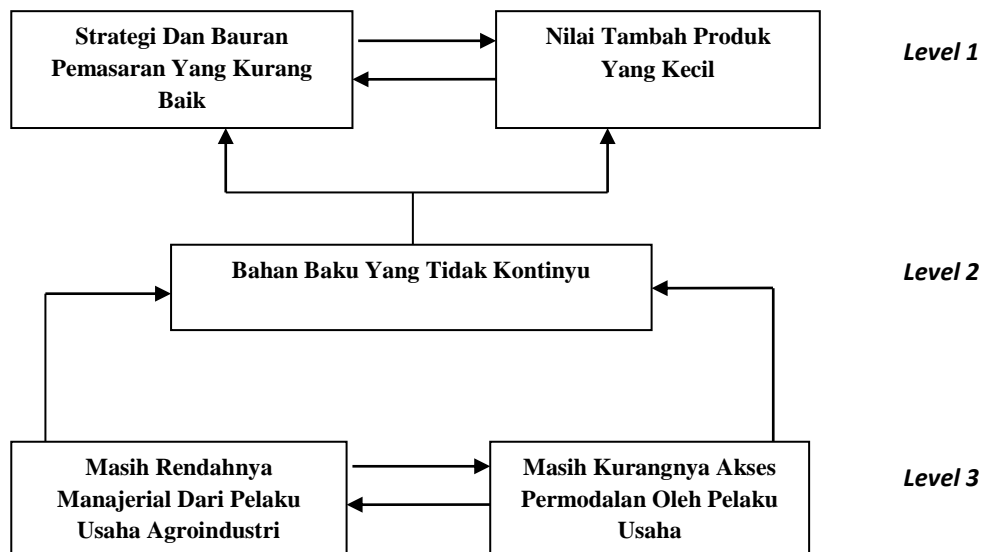 Strategi Dan Bauran
Pemasaran Yang Kurang
Baik
Nilai Tambah Produk
Yang Kecil
Level 1
Bahan Baku Yang Tidak Kontinyu
Level 2
Masih Rendahnya
Manajerial Dari Pelaku
Usaha Agroindustri
Masih Kurangnya Akses
Permodalan Oleh Pelaku
Usaha
Level 3